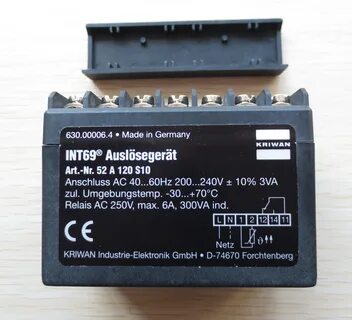 630.00006.4 • Made in Germany
KRIWAN
INT69® Auslösegerät
Art.-Nr. 52 A 120 S10
Anschluss AC 40...60Hz 200...240V ± 10% 3VA
zul. Umgebungstemp. -30...+70°C
Relais AC 250V, max. 6A, 300VA ind.
L N 1 2 12 14 11
Netz
KRIWAN Industrie-Elektronik GmbH • D-74670 Forchtenberg